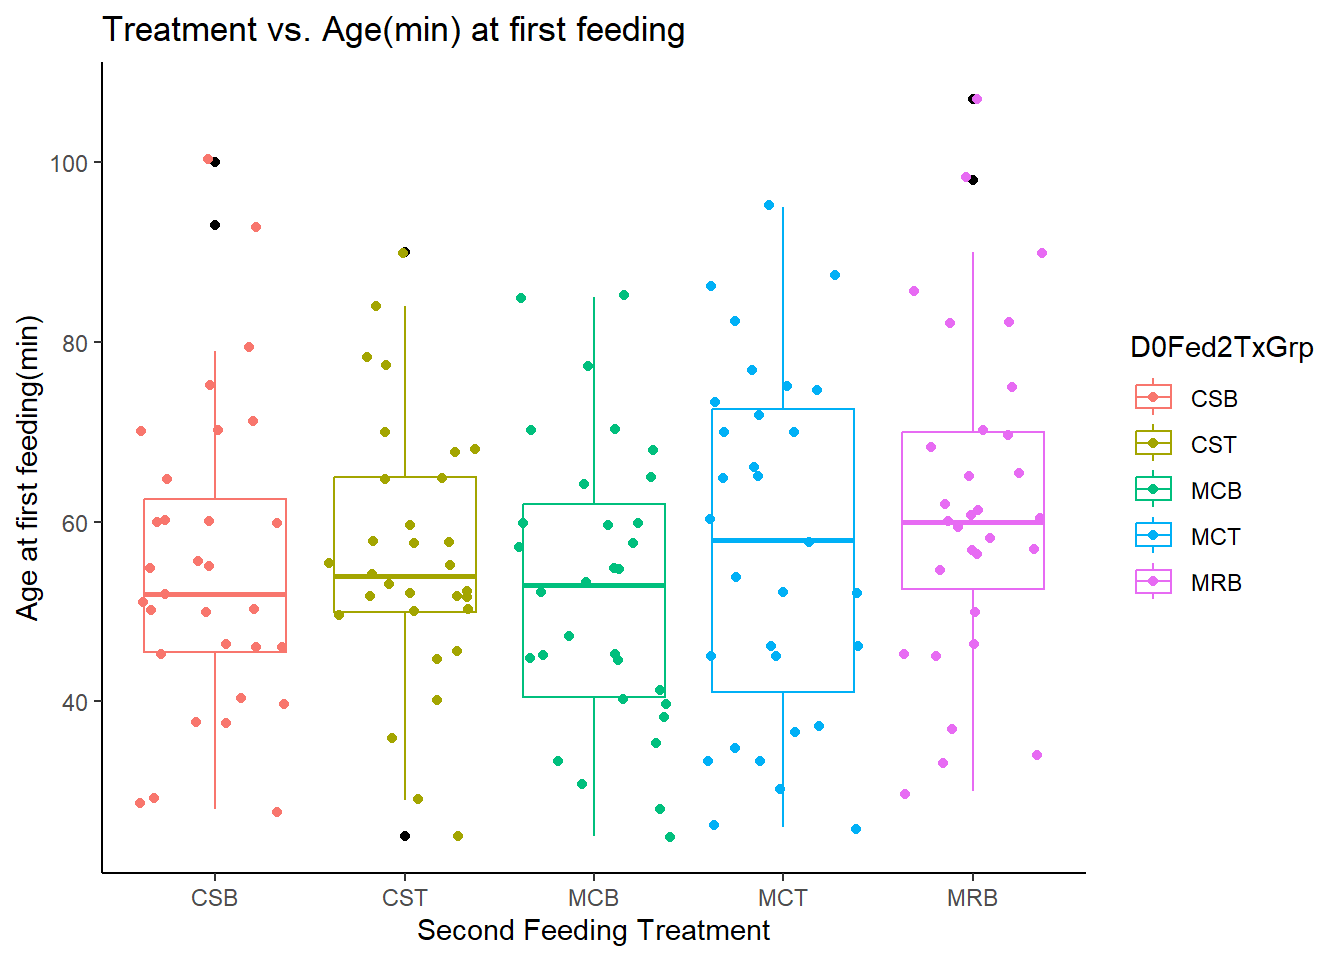 Treatment vs. Age(min) at first feeding
Age at first feeding(min)
100
80
60
40
CSB
CST
MCB
MCT
MRB
Second Feeding Treatment
D0Fed2TxGrp
CSB
CST
MCB
MCT
MRB